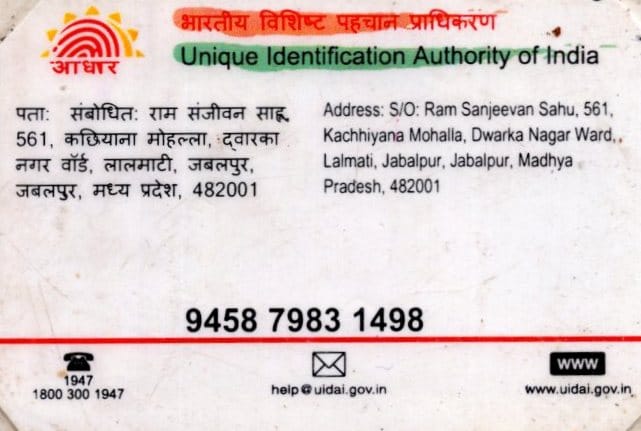 भारतीय विशिष्ट पहचान प्राधिकरण
Unique Identification Authority of India
आधार
पता: संबोधित: राम संजीवन साहू,
561, कछियाना मोहल्ला, द्वारका
नगर वॉर्ड, लालमाटी, जबलपुर,
जबलपुर, मध्य प्रदेश, 482001
Address: S/O: Ram Sanjeevan Sahu, 561,
Kachhiyana Mohalla, Dwarka Nagar Ward,
Lalmati, Jabalpur, Jabalpur, Madhya
Pradesh, 482001
9458 7983 1498
1947
1800 300 1947
help@uidai.gov.in
WWW
www.uidai.gov.in